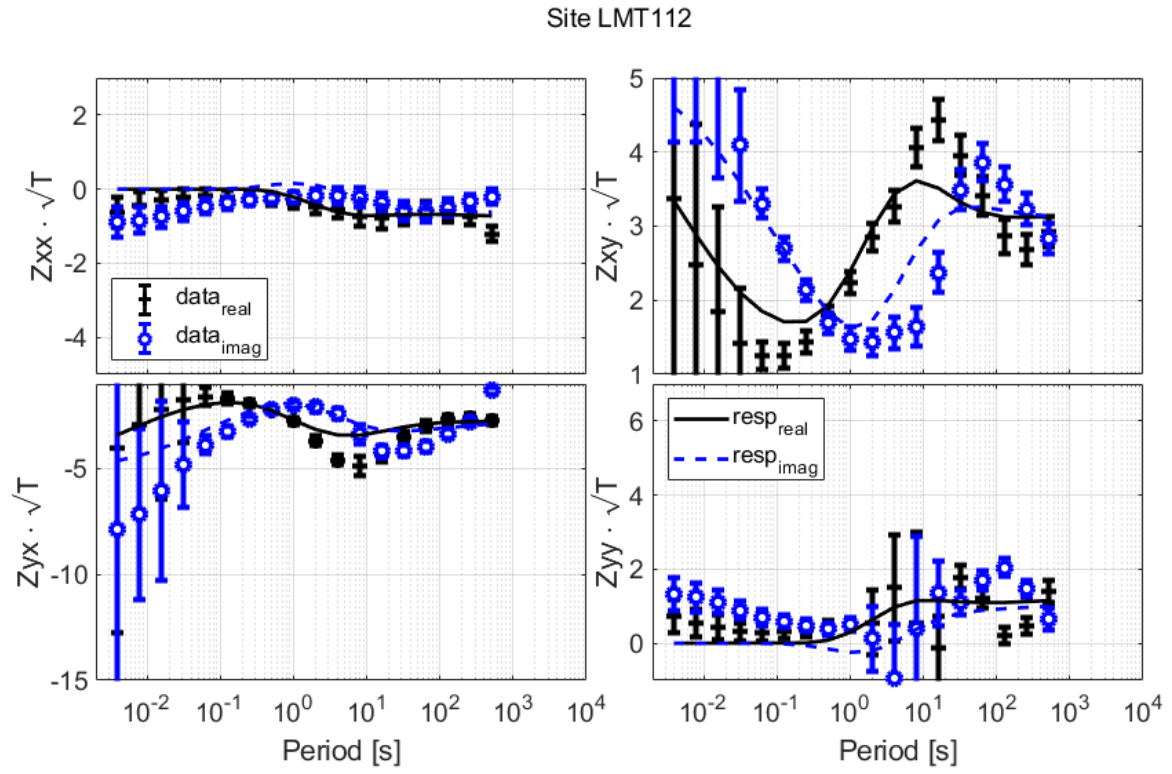 Site LMT112
Zxx · √T
2
0
-2
-4
data_real
data_imag
Zxy · √T
5
4
3
2
1
Zyx · √T
-5
-10
-15
10^-2 10^-1 10^0 10^1 10^2 10^3 10^4
Period [s]
Zyy · √T
6
4
2
0
resp_real
resp_imag
10^-2 10^-1 10^0 10^1 10^2 10^3 10^4
Period [s]